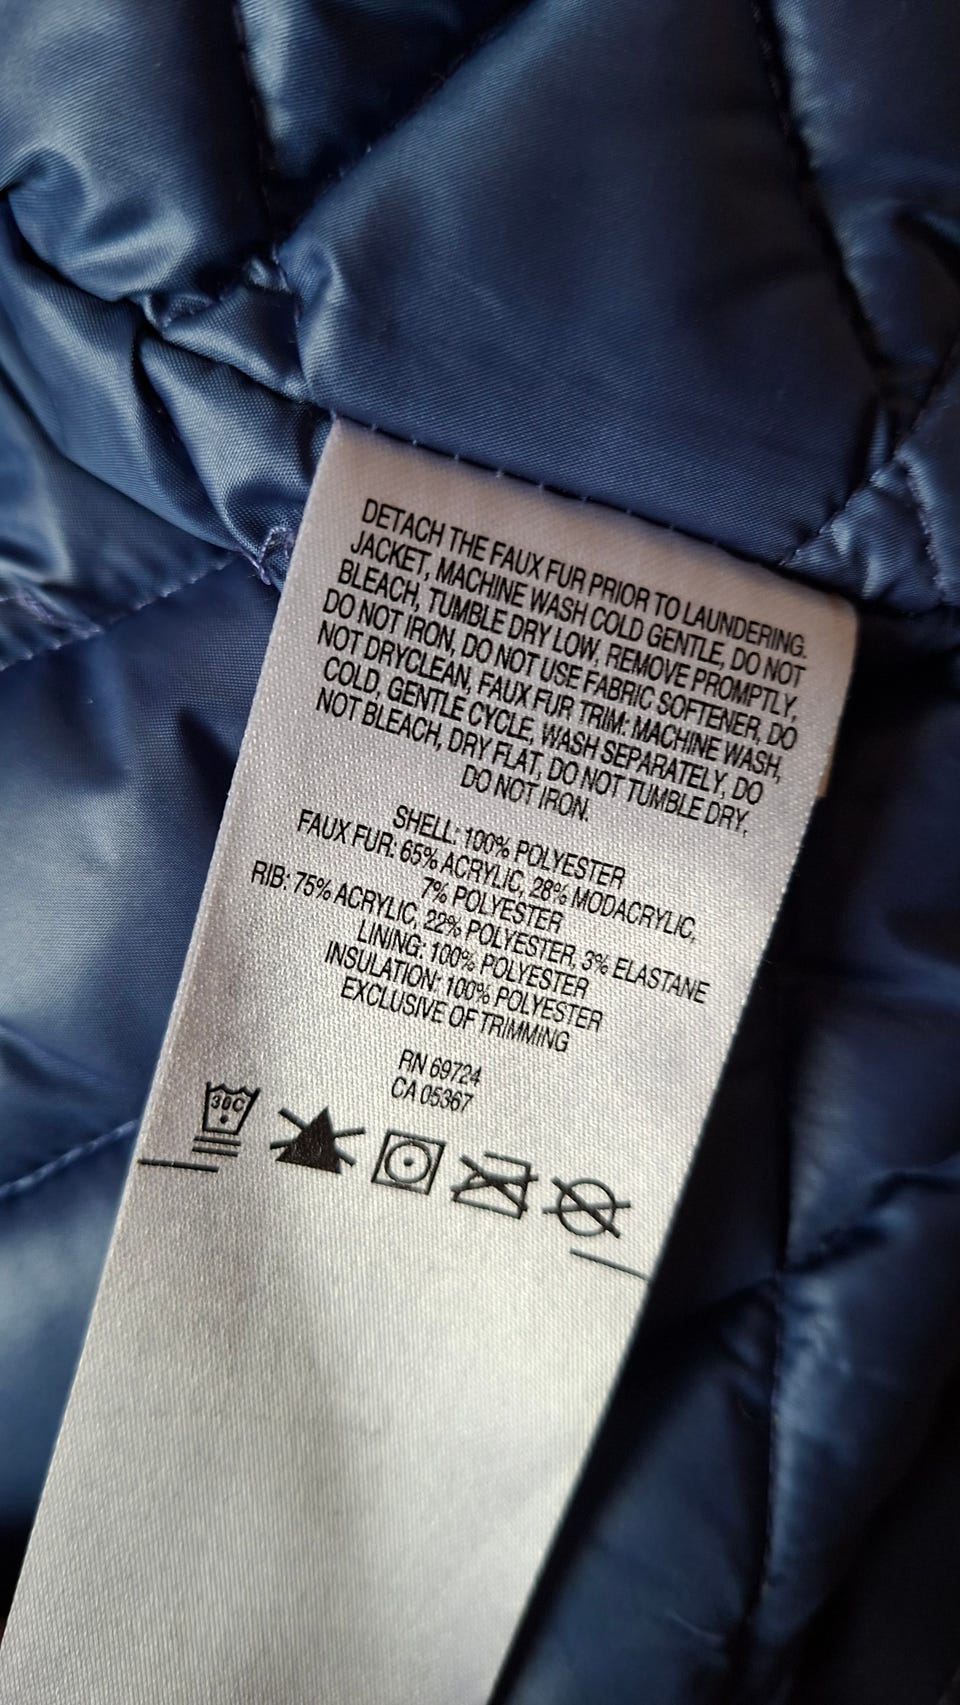 DETACH THE FAUX FUR PRIOR TO LAUNDERING.
JACKET, MACHINE WASH COLD GENTLE, DO NOT
BLEACH, TUMBLE DRY LOW, REMOVE PROMPTLY,
DO NOT IRON, DO NOT USE FABRIC SOFTENER, DO
NOT DRYCLEAN, FAUX FUR TRIM: MACHINE WASH,
COLD, GENTLE CYCLE, WASH SEPARATELY, DO
NOT BLEACH, DRY FLAT, DO NOT TUMBLE DRY,
DO NOT IRON.
SHELL: 100% POLYESTER
FAUX FUR: 65% ACRYLIC, 28% MODACRYLIC,
7% POLYESTER
RIB: 75% ACRYLIC, 22% POLYESTER, 3% ELASTANE
LINING: 100% POLYESTER
INSULATION: 100% POLYESTER
EXCLUSIVE OF TRIMMING
RN 69724
CA 05367
30C